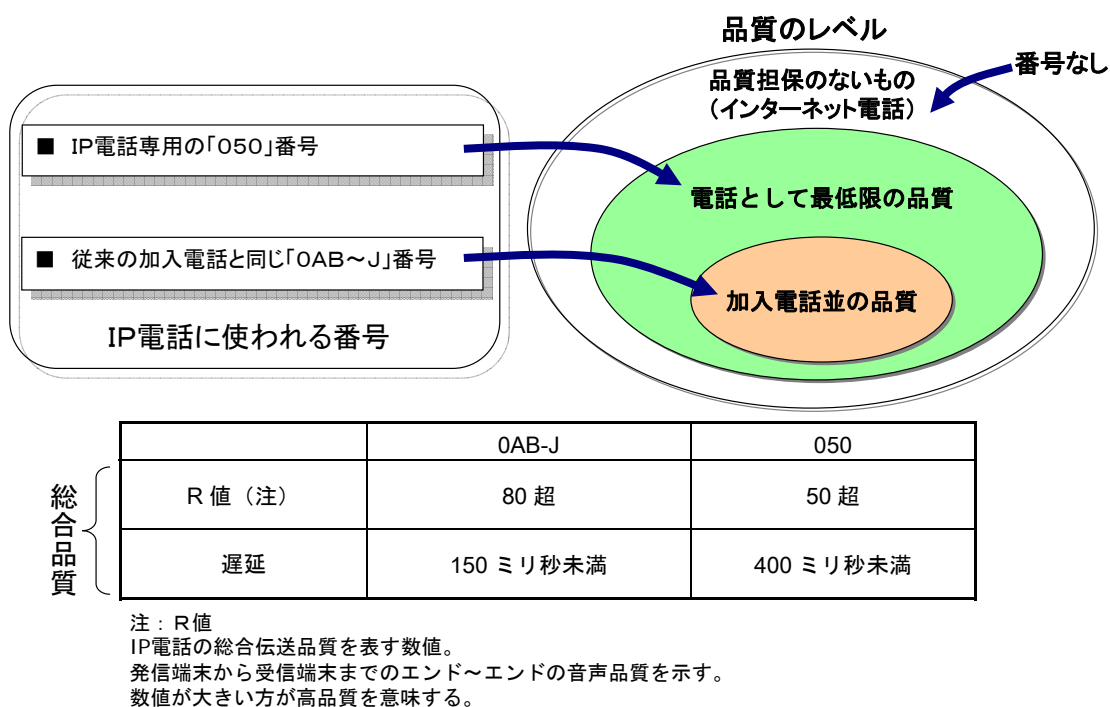 品質のレベル
番号なし
品質担保のないもの
（インターネット電話）
■ IP電話専用の「050」番号
電話として最低限の品質
■ 従来の加入電話と同じ「0AB～J」番号
加入電話並の品質
IP電話に使われる番号
0AB-J 050
総合品質
R 値（注） 80 超 50 超
遅延 150 ミリ秒未満 400 ミリ秒未満
注：Ｒ値
IP電話の総合伝送品質を表す数値。
発信端末から受信端末までのエンド～エンドの音声品質を示す。
数値が大きい方が高品質を意味する。